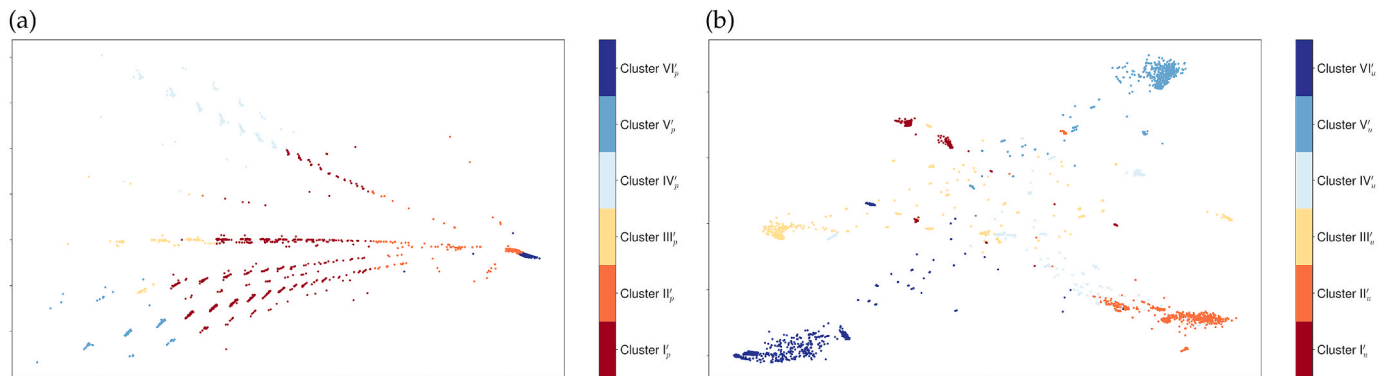 (a)
(b)
Cluster VI′ₚ
Cluster V′ₚ
Cluster IV′ₚ
Cluster III′ₚ
Cluster II′ₚ
Cluster I′ₚ
Cluster VI′ᵤ
Cluster V′ᵤ
Cluster IV′ᵤ
Cluster III′ᵤ
Cluster II′ᵤ
Cluster I′ᵤ